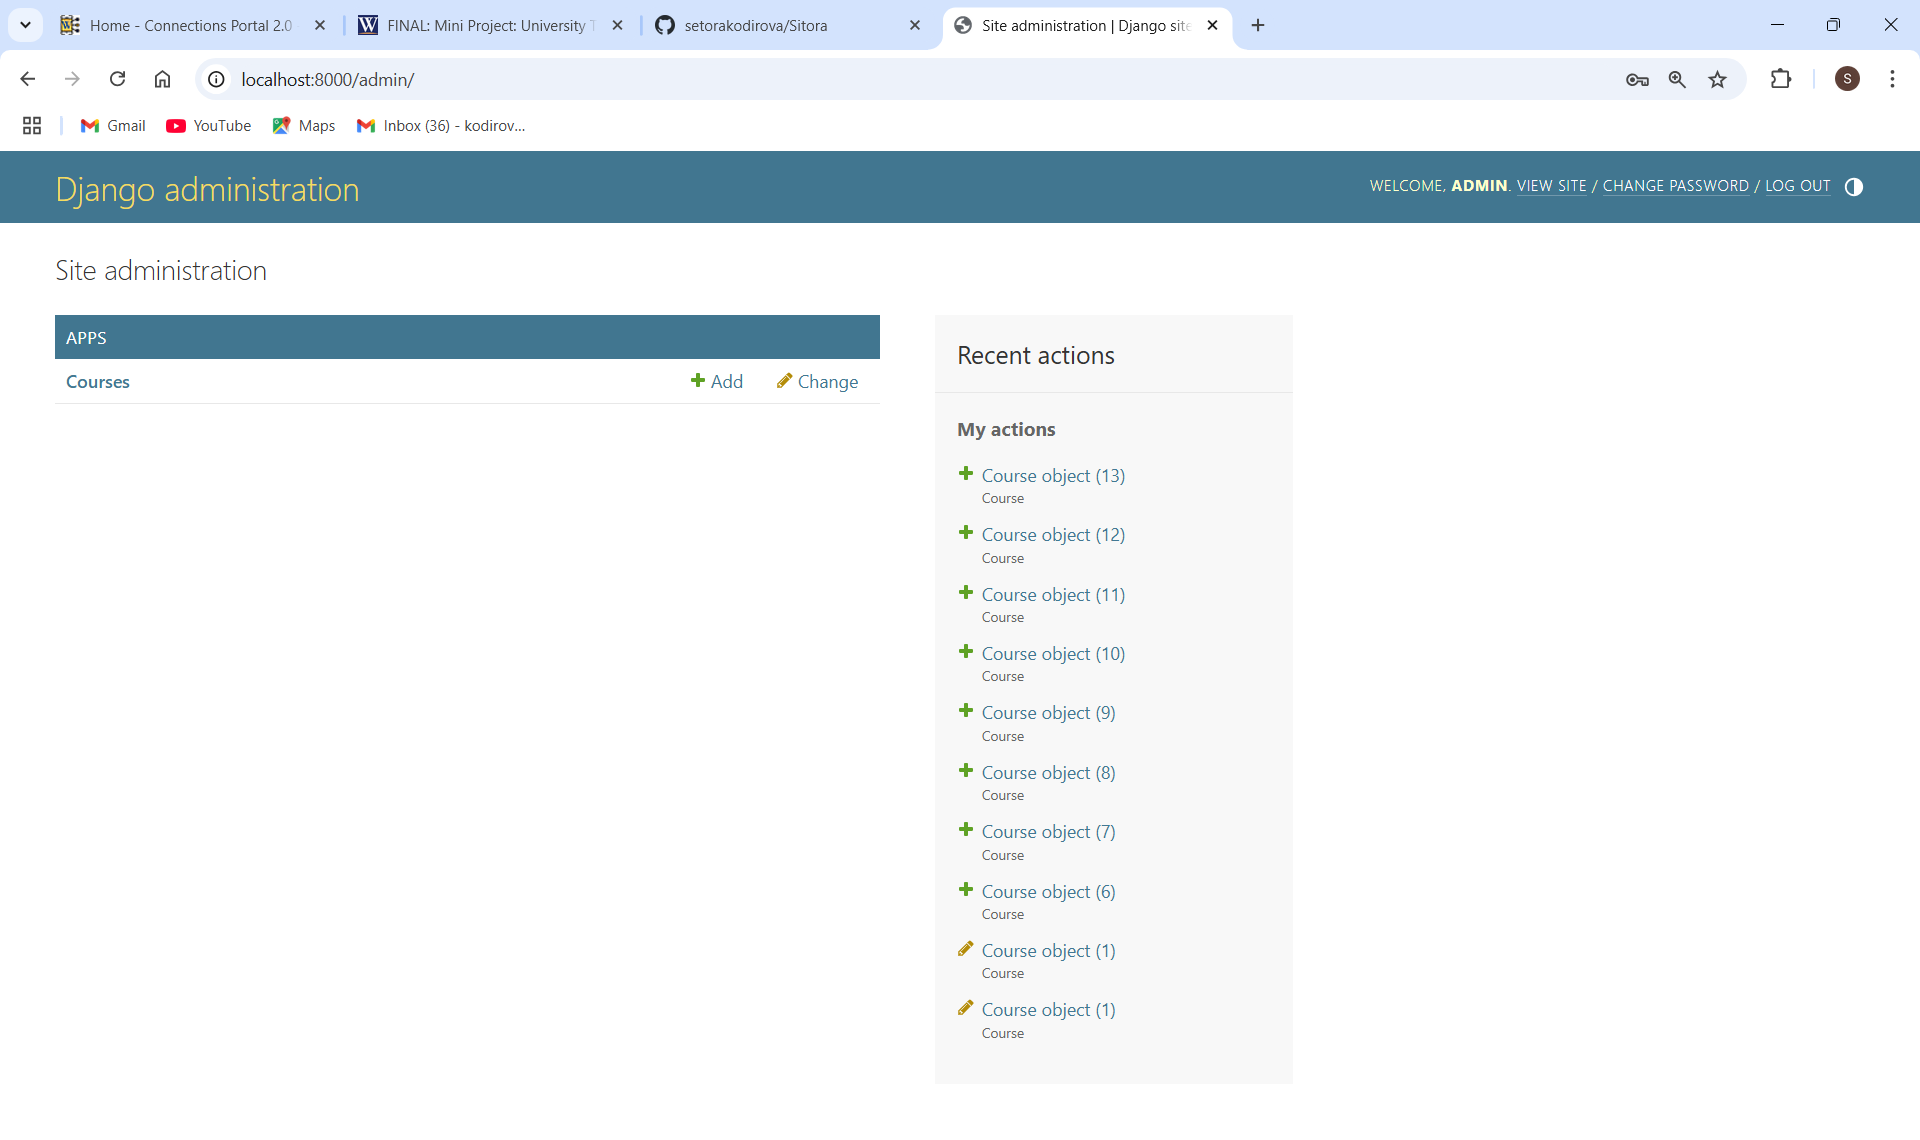 Home - Connections Portal 2.0
FINAL: Mini Project: University
setorakodirova/Sitora
Site administration | Django site
localhost:8000/admin/
S
Gmail
YouTube
Maps
Inbox (36) - kodirov...
Django administration
WELCOME, ADMIN. VIEW SITE / CHANGE PASSWORD / LOG OUT
Site administration
APPS
Courses
Add
Change
Recent actions
My actions
Course object (13)
Course
Course object (12)
Course
Course object (11)
Course
Course object (10)
Course
Course object (9)
Course
Course object (8)
Course
Course object (7)
Course
Course object (6)
Course
Course object (1)
Course
Course object (1)
Course